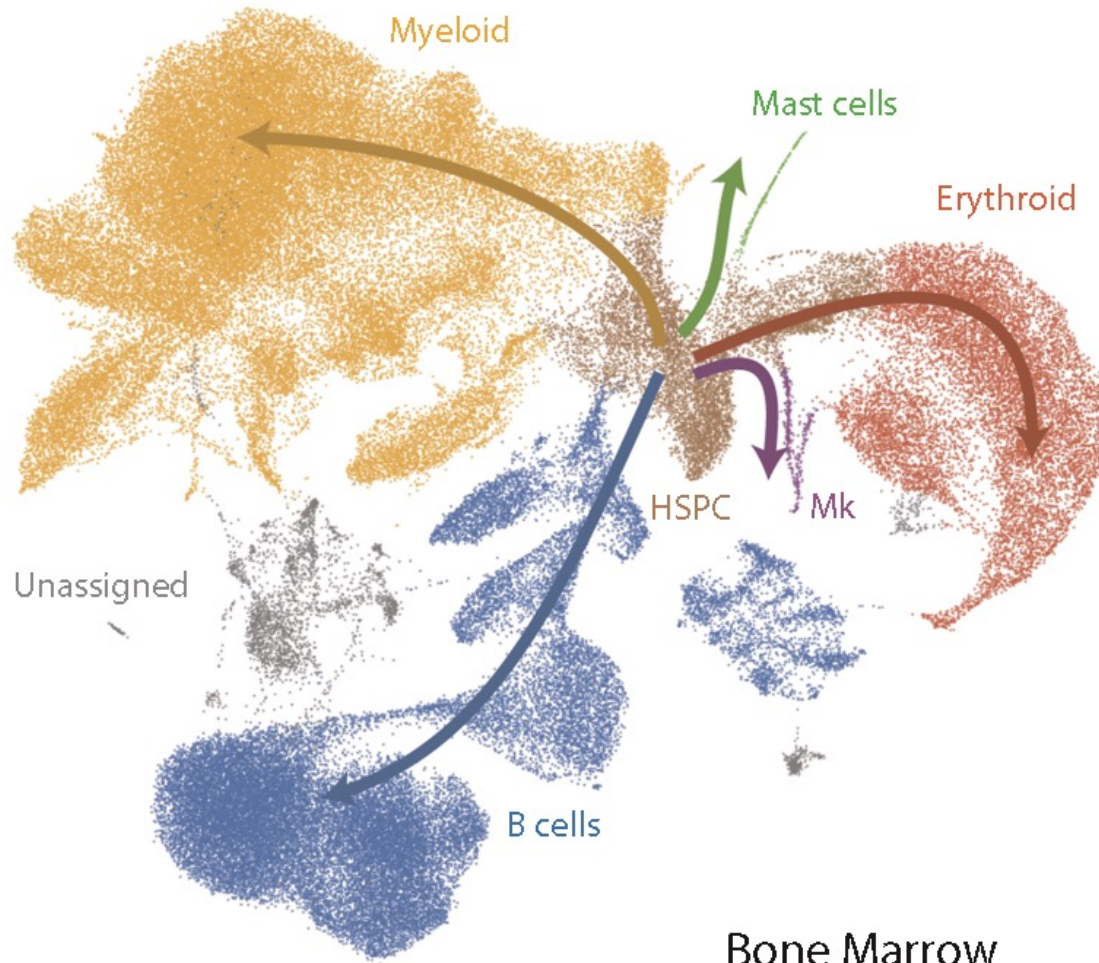 Myeloid
Mast cells
Erythroid
HSPC
Mk
Unassigned
B cells
Bone Marrow